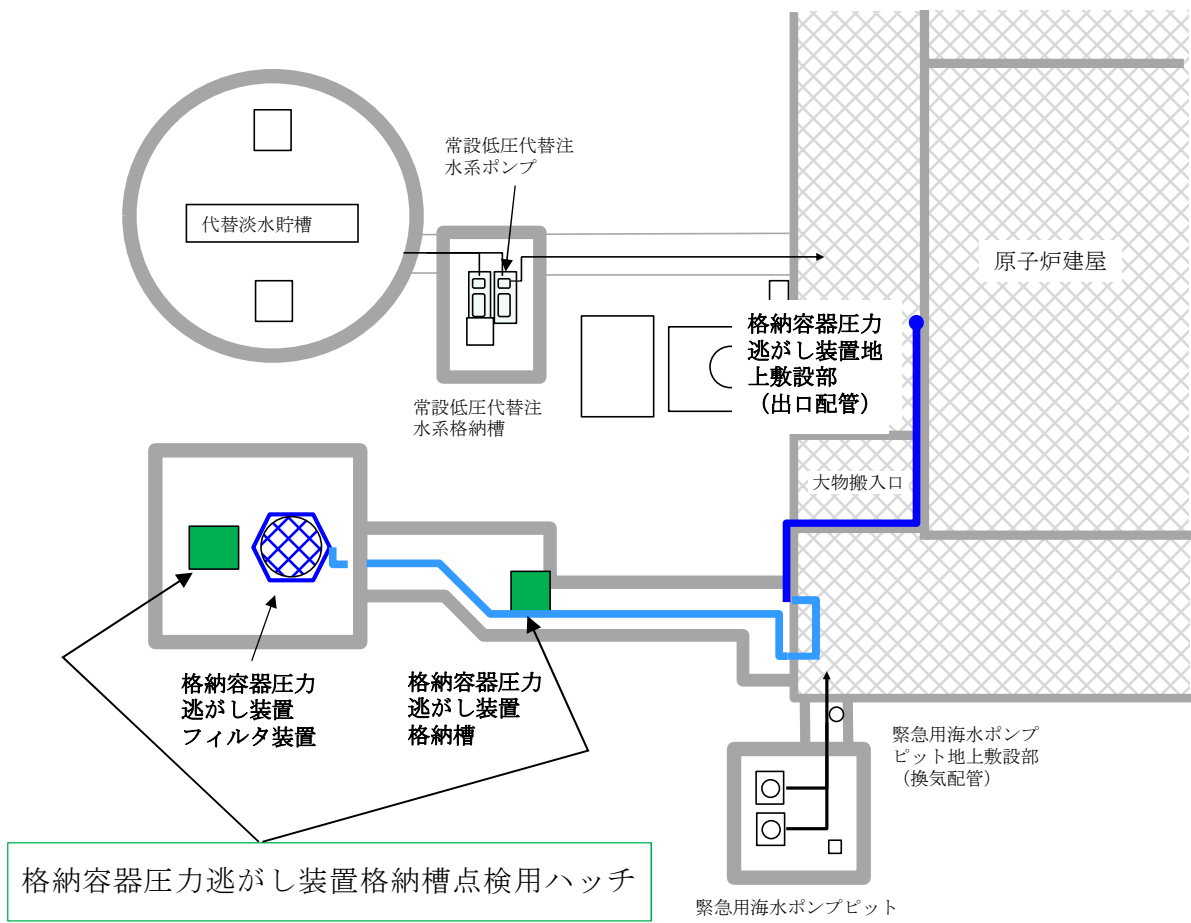 常設低圧代替注
水系ポンプ
代替淡水貯槽
原子炉建屋
格納容器圧力
逃がし装置地
上敷設部
（出口配管）
常設低圧代替注
水系格納槽
大物搬入口
格納容器圧力
逃がし装置
フィルタ装置
格納容器圧力
逃がし装置
格納槽
緊急用海水ポンプ
ピット地上敷設部
（換気配管）
格納容器圧力逃がし装置格納槽点検用ハッチ
緊急用海水ポンプピット